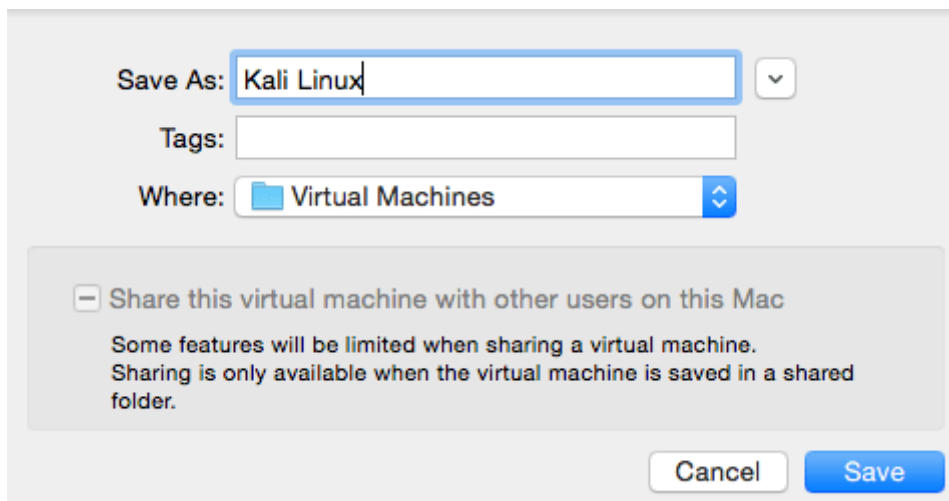 Save As: Kali Linux
Tags:
Where: Virtual Machines
Share this virtual machine with other users on this Mac
Some features will be limited when sharing a virtual machine.
Sharing is only available when the virtual machine is saved in a shared
folder.
Cancel Save